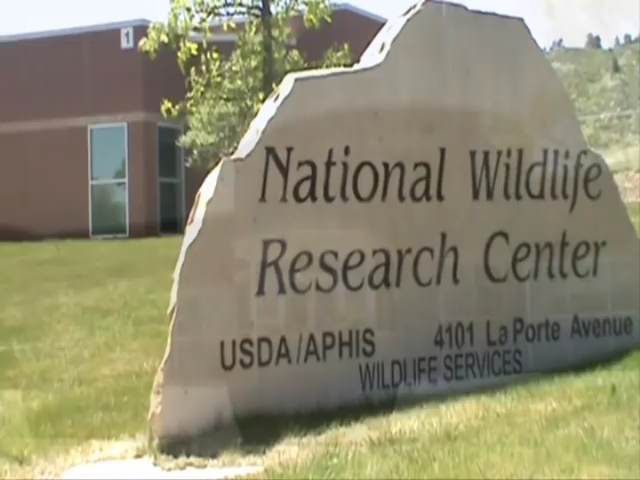 1
National Wildlife
Research Center
USDA/APHIS 4101 La Porte Avenue
WILDLIFE SERVICES